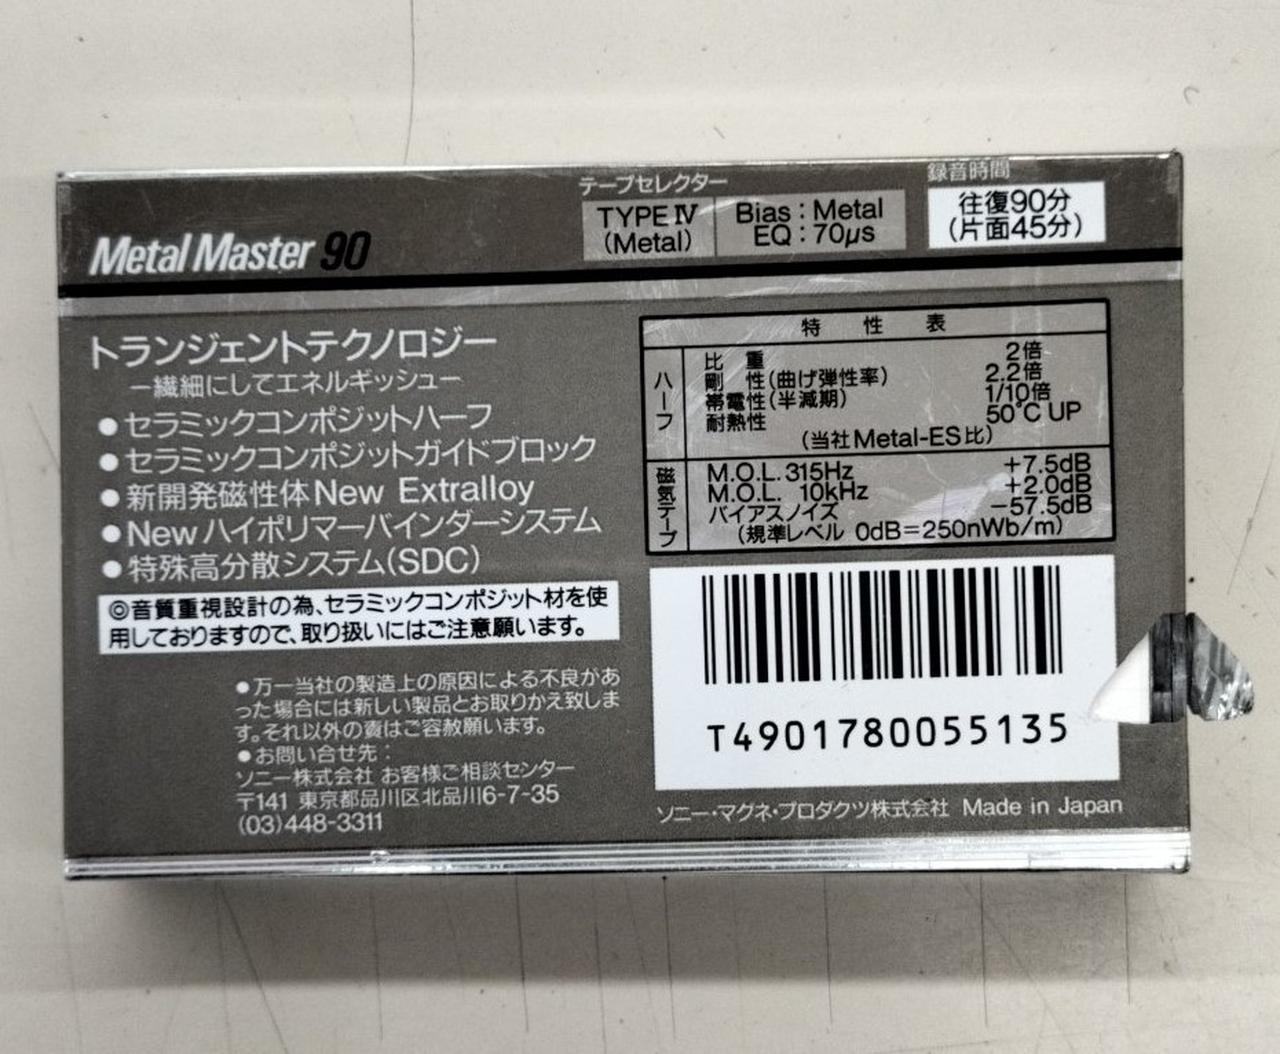 テープセレクター
TYPE Ⅳ
(Metal)
Bias : Metal
EQ : 70μs
録音時間
往復90分
(片面45分)
Metal Master 90
トランジェントテクノロジー
ー繊細にしてエネルギッシューー
●セラミックコンポジットハーフ
●セラミックコンポジットガイドブロック
●新開発磁性体New Extralloy
●Newハイポリマーバインダーシステム
●特殊高分散システム(SDC)
◎音質重視設計の為、セラミックコンポジット材を使
用しておりますので、取り扱いにはご注意願います。
●万一当社の製造上の原因による不良があ
った場合には新しい製品とお取りかえ致しま
す。それ以外の責はご容赦願います。
●お問い合せ先：
ソニー株式会社 お客様ご相談センター
〒141 東京都品川区北品川6-7-35
(03)448-3311
特性表
ハーフ
比重 2倍
剛性(曲げ弾性率) 2.2倍
帯電性(半減期) 1/10倍
耐熱性 50℃ UP
(当社Metal-ES比)
磁気テープ
M.O.L. 315Hz +7.5dB
M.O.L. 10kHz +2.0dB
バイアスノイズ −57.5dB
(規準レベル 0dB=250nWb/m)
T4901780055135
ソニー・マグネ・プロダクツ株式会社 Made in Japan